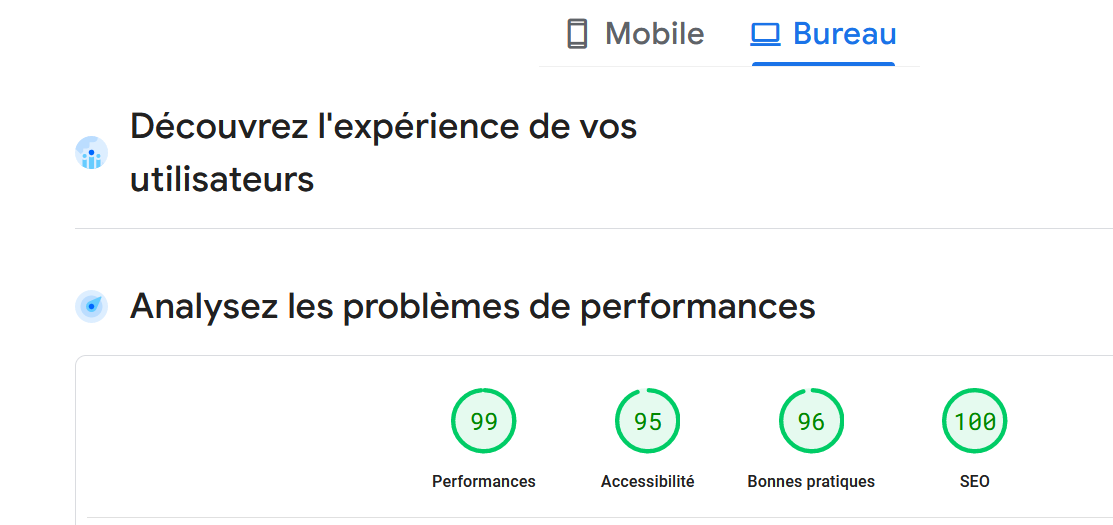 Mobile
Bureau
Découvrez l'expérience de vos
utilisateurs
Analysez les problèmes de performances
99
95
96
100
Performances
Accessibilité
Bonnes pratiques
SEO